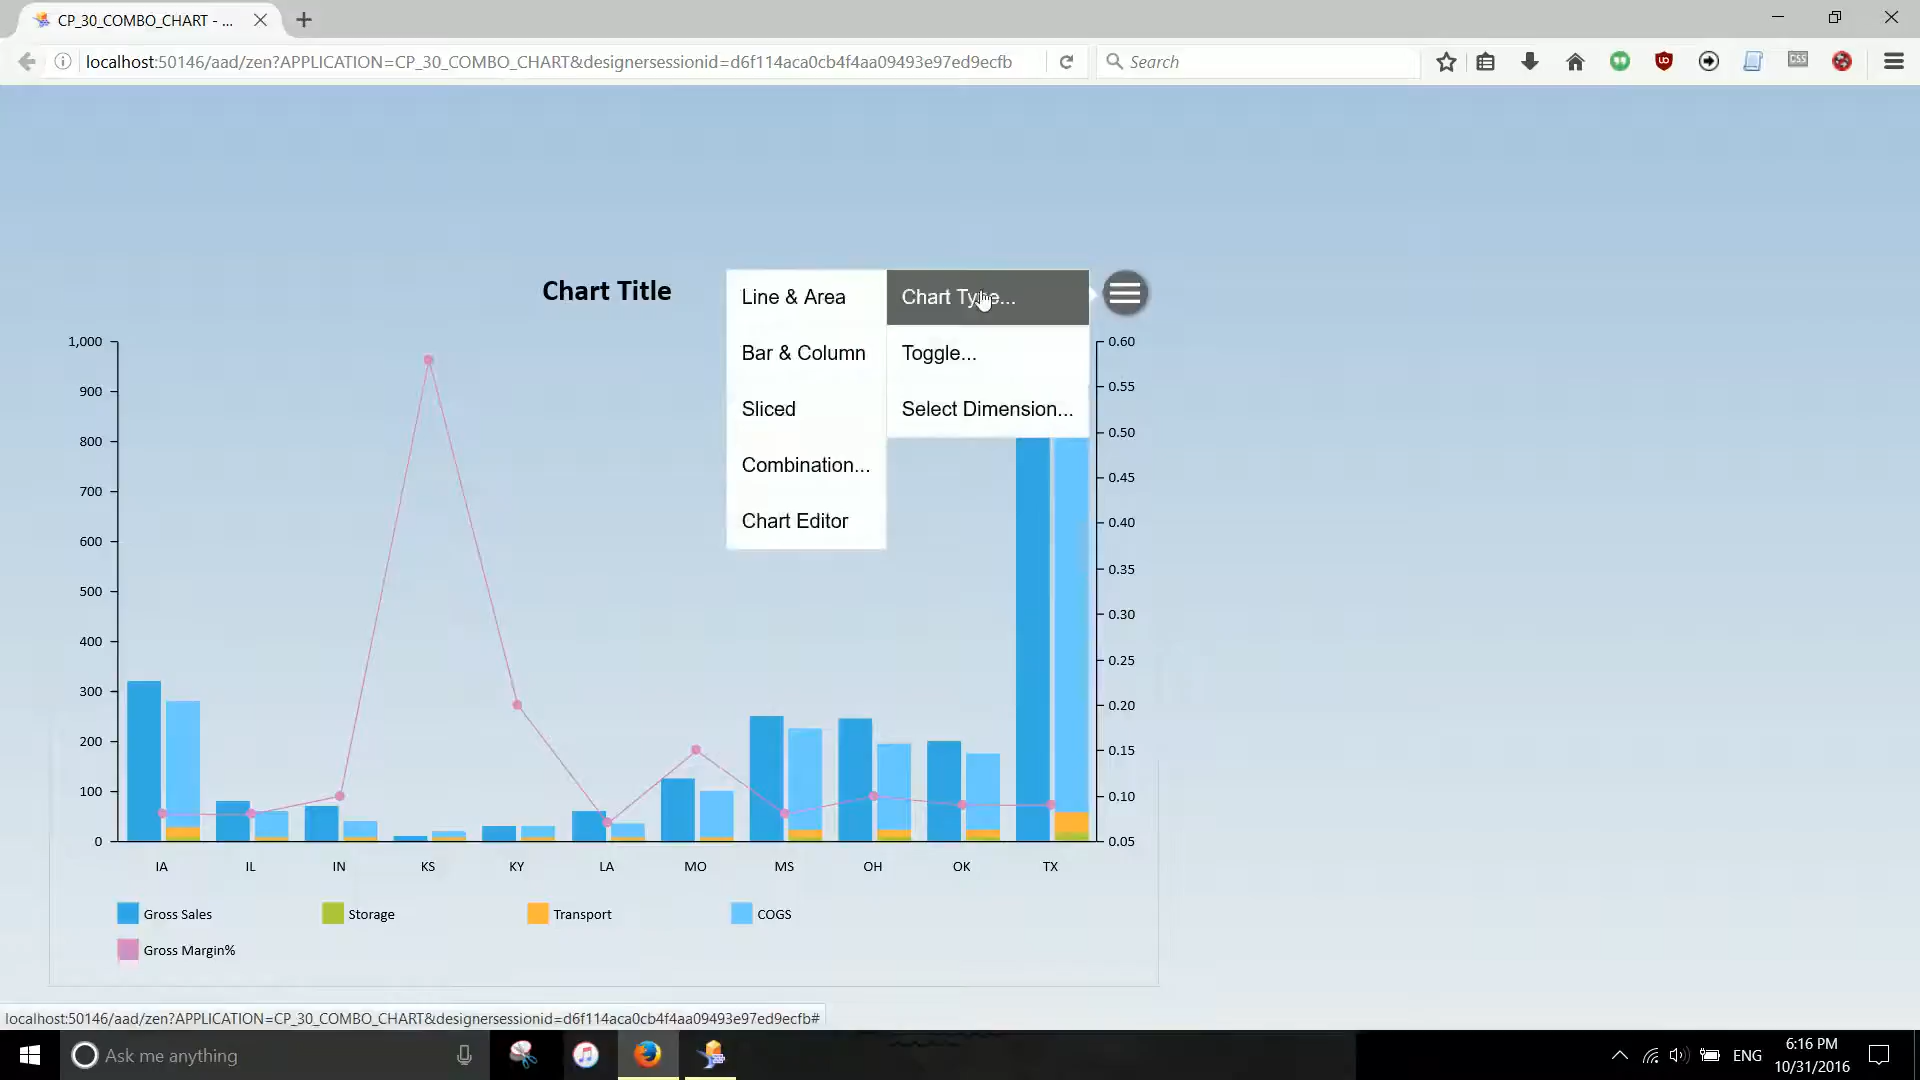 CP_30_COMBO_CHART - ...
localhost:50146/aad/zen?APPLICATION=CP_30_COMBO_CHART&designersessionid=d6f114aca0cb4f4aa09493e97ed9ecfb
Search
UO
CSS
Chart Title
Line & Area
Bar & Column
Sliced
Combination...
Chart Editor
Chart Type...
Toggle...
Select Dimension...
1,000
900
800
700
600
500
400
300
200
100
0
0.60
0.55
0.50
0.45
0.40
0.35
0.30
0.25
0.20
0.15
0.10
0.05
IA IL IN KS KY LA MO MS OH OK TX
Gross Sales Storage Transport COGS
Gross Margin%
localhost:50146/aad/zen?APPLICATION=CP_30_COMBO_CHART&designersessionid=d6f114aca0cb4f4aa09493e97ed9ecfb#
Ask me anything
ENG
6:16 PM
10/31/2016